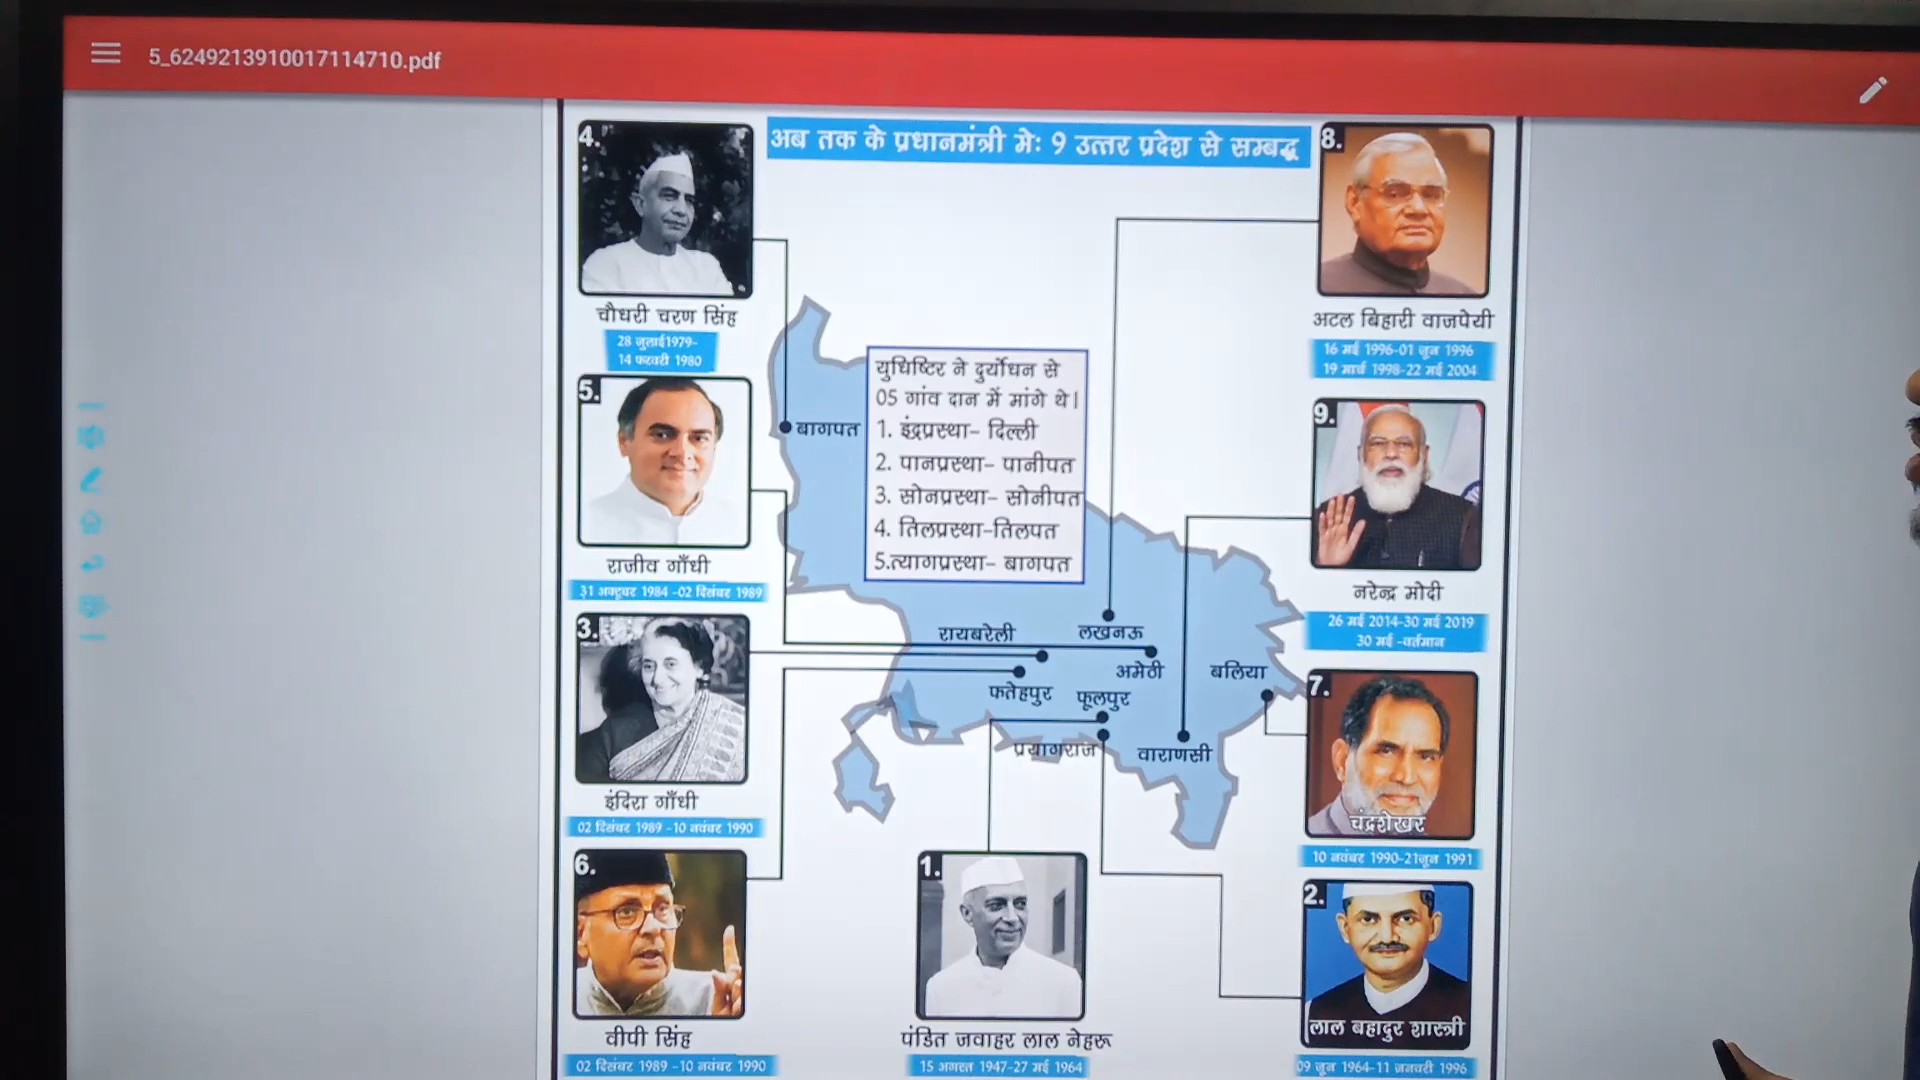 5_6249213910017114710.pdf
अब तक के प्रधानमंत्री मेः 9 उत्तर प्रदेश से सम्बद्ध
4.
चौधरी चरण सिंह
28 जुलाई1979-
14 फरवरी 1980
8.
अटल बिहारी वाजपेयी
16 मई 1996-01 जून 1996
19 मार्च 1998-22 मई 2004
युधिष्टिर ने दुर्योधन से
05 गांव दान में मांगे थे।
1. इंद्रप्रस्था- दिल्ली
2. पानप्रस्था- पानीपत
3. सोनप्रस्था- सोनीपत
4. तिलप्रस्था-तिलपत
5.त्यागप्रस्था- बागपत
बागपत
5.
राजीव गाँधी
31 अक्टूबर 1984 -02 दिसंबर 1989
9.
नरेन्द्र मोदी
26 मई 2014-30 मई 2019
30 मई -वर्तमान
रायबरेली
लखनऊ
अमेठी
बलिया
फतेहपुर
फूलपुर
प्रयागराज
वाराणसी
3.
इंदिरा गाँधी
02 दिसंबर 1989 -10 नवंबर 1990
7.
चंद्रशेखर
10 नवंबर 1990-21जून 1991
6.
वीपी सिंह
02 दिसंबर 1989 -10 नवंबर 1990
1.
पंडित जवाहर लाल नेहरू
15 अगस्त 1947-27 मई 1964
2.
लाल बहादुर शास्त्री
09 जून 1964-11 जनवरी 1996